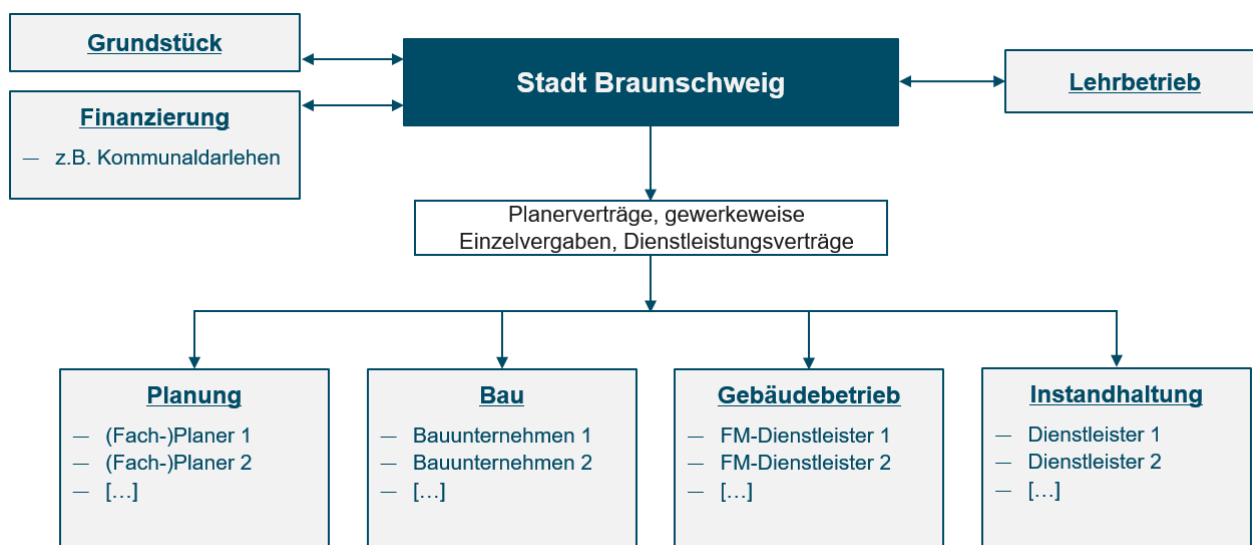 Grundstück
Stadt Braunschweig
Lehrbetrieb
Finanzierung
— z.B. Kommunaldarlehen
Planerverträge, gewerkeweise
Einzelvergaben, Dienstleistungsverträge
Planung
— (Fach-)Planer 1
— (Fach-)Planer 2
— […]
Bau
— Bauunternehmen 1
— Bauunternehmen 2
— […]
Gebäudebetrieb
— FM-Dienstleister 1
— FM-Dienstleister 2
— […]
Instandhaltung
— Dienstleister 1
— Dienstleister 2
— […]